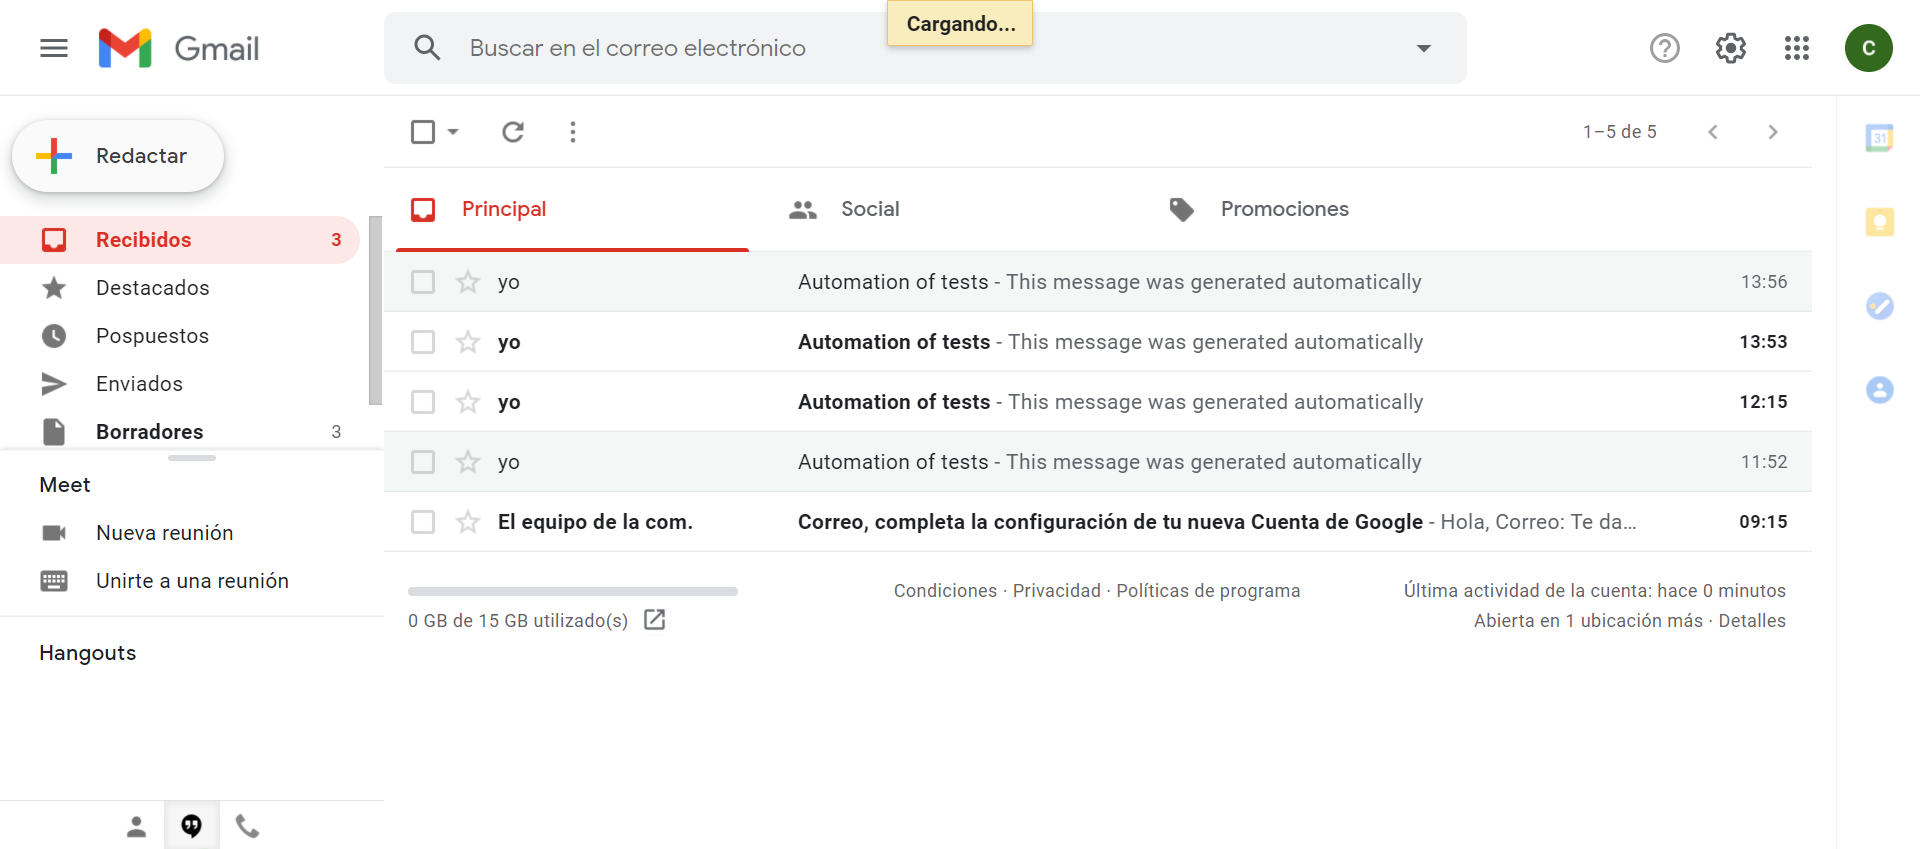 Cargando...
Gmail
Buscar en el correo electrónico
C
Redactar
1–5 de 5
31
Principal
Social
Promociones
Recibidos 3
Destacados
Pospuestos
Enviados
Borradores 3
yo Automation of tests - This message was generated automatically 13:56
yo Automation of tests - This message was generated automatically 13:53
yo Automation of tests - This message was generated automatically 12:15
yo Automation of tests - This message was generated automatically 11:52
El equipo de la com. Correo, completa la configuración de tu nueva Cuenta de Google - Hola, Correo: Te da…
09:15
Meet
Nueva reunión
Unirte a una reunión
Hangouts
0 GB de 15 GB utilizado(s)
Condiciones · Privacidad · Políticas de programa
Última actividad de la cuenta: hace 0 minutos
Abierta en 1 ubicación más · Detalles